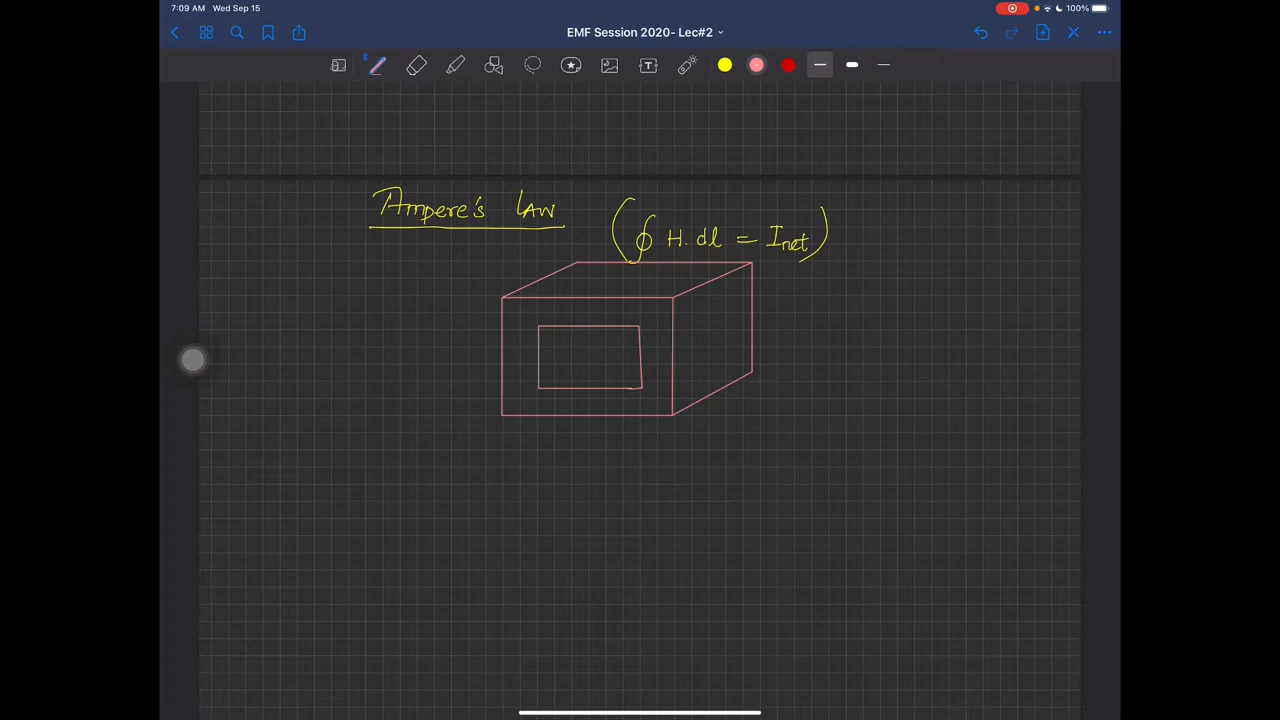 7:09 AM Wed Sep 15
100%
EMF Session 2020- Lec#2
T
Ampere's LAW
(∮ H. dl = Inet)